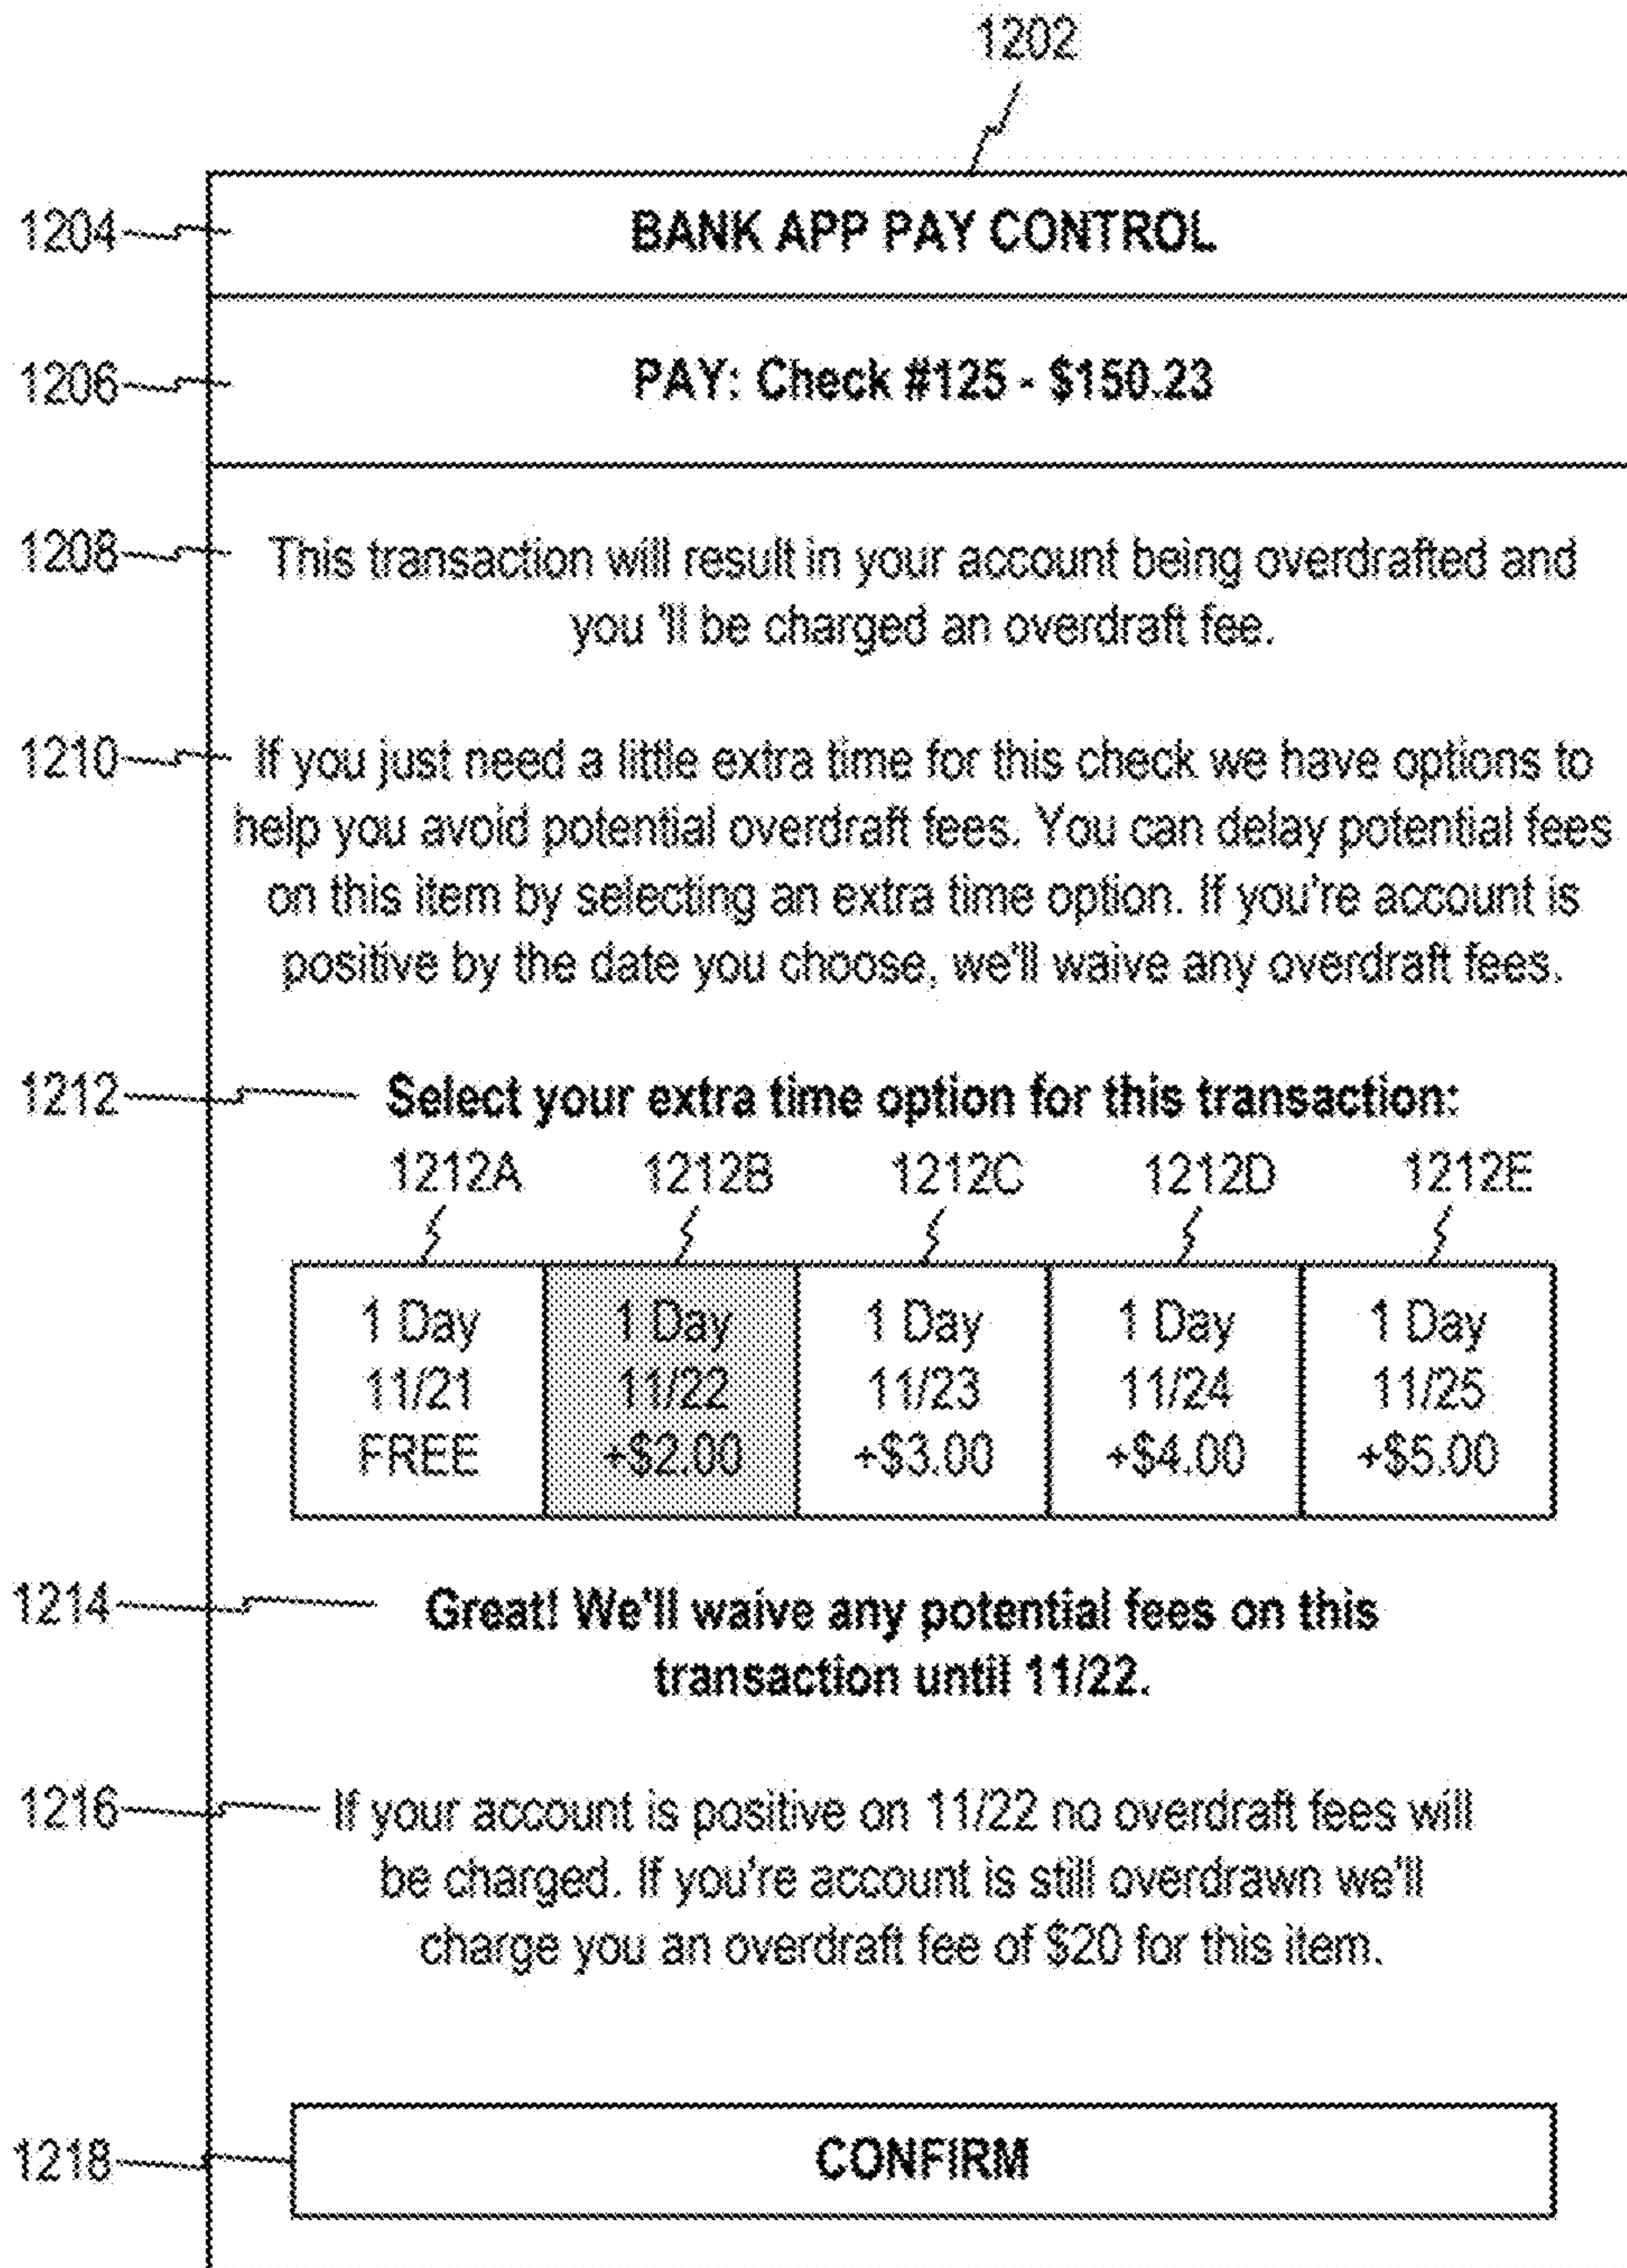 1202
1204
BANK APP PAY CONTROL
1206
PAY: Check #125 - $150.23
1208
This transaction will result in your account being overdrafted and
you 'll be charged an overdraft fee.
1210
If you just need a little extra time for this check we have options to
help you avoid potential overdraft fees. You can delay potential fees
on this item by selecting an extra time option. If you're account is
positive by the date you choose, we'll waive any overdraft fees.
1212
Select your extra time option for this transaction:
1212A 1212B 1212C 1212D 1212E
1 Day 1 Day 1 Day 1 Day 1 Day
11/21 11/22 11/23 11/24 11/25
FREE +$2.00 +$3.00 +$4.00 +$5.00
1214
Great! We'll waive any potential fees on this
transaction until 11/22.
1216
If your account is positive on 11/22 no overdraft fees will
be charged. If you're account is still overdrawn we'll
charge you an overdraft fee of $20 for this item.
1218
CONFIRM